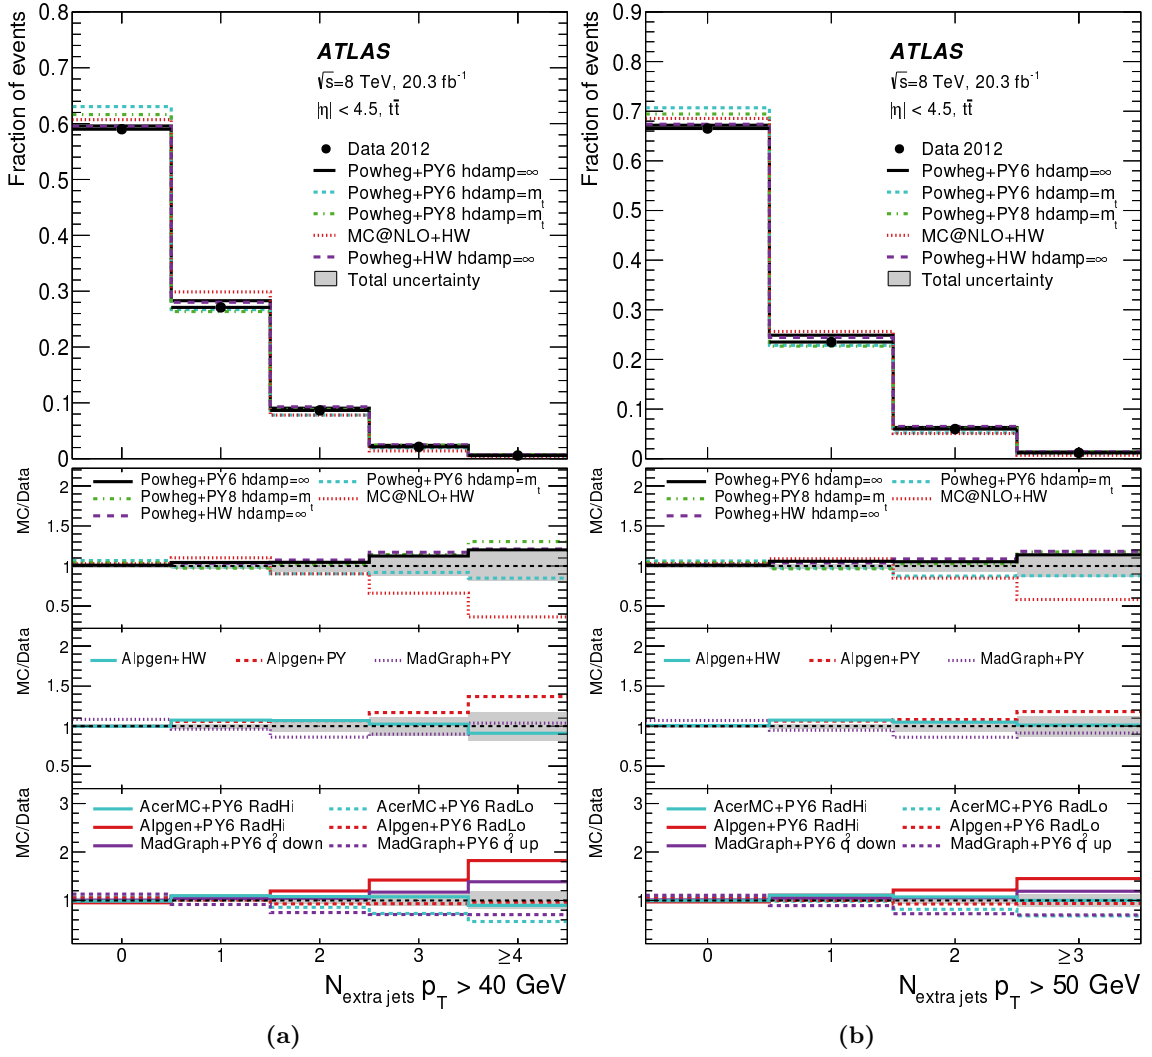 0.8
0.7
0.6
0.5
0.4
0.3
0.2
0.1
0
Fraction of events
ATLAS
√s=8 TeV, 20.3 fb⁻¹
|η| < 4.5, tt̄
Data 2012
Powheg+PY6 hdamp=∞
Powheg+PY6 hdamp=m_t
Powheg+PY8 hdamp=m_t
MC@NLO+HW
Powheg+HW hdamp=∞
Total uncertainty
MC/Data
2
1.5
1
0.5
Powheg+PY6 hdamp=∞ Powheg+PY6 hdamp=m_t
Powheg+PY8 hdamp=m_t MC@NLO+HW
Powheg+HW hdamp=∞
MC/Data
2
1.5
1
0.5
Alpgen+HW Alpgen+PY MadGraph+PY
MC/Data
3
2
1
AcerMC+PY6 RadHi AcerMC+PY6 RadLo
Alpgen+PY6 RadHi Alpgen+PY6 RadLo
MadGraph+PY6 q² down MadGraph+PY6 q² up
0 1 2 3 ≥4
N_extra jets p_T > 40 GeV
(a)
0.9
0.8
0.7
0.6
0.5
0.4
0.3
0.2
0.1
0
Fraction of events
ATLAS
√s=8 TeV, 20.3 fb⁻¹
|η| < 4.5, tt̄
Data 2012
Powheg+PY6 hdamp=∞
Powheg+PY6 hdamp=m_t
Powheg+PY8 hdamp=m_t
MC@NLO+HW
Powheg+HW hdamp=∞
Total uncertainty
MC/Data
2
1.5
1
0.5
Powheg+PY6 hdamp=∞ Powheg+PY6 hdamp=m_t
Powheg+PY8 hdamp=m_t MC@NLO+HW
Powheg+HW hdamp=∞
MC/Data
2
1.5
1
0.5
Alpgen+HW Alpgen+PY MadGraph+PY
MC/Data
3
2
1
AcerMC+PY6 RadHi AcerMC+PY6 RadLo
Alpgen+PY6 RadHi Alpgen+PY6 RadLo
MadGraph+PY6 q² down MadGraph+PY6 q² up
0 1 2 ≥3
N_extra jets p_T > 50 GeV
(b)